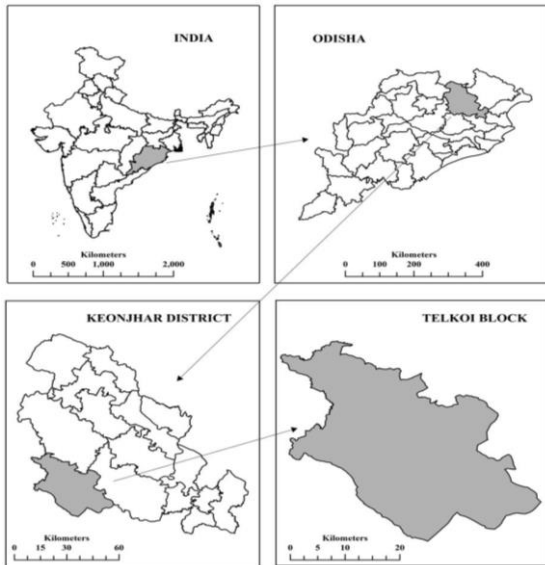 INDIA
Kilometers
0 500 1,000 2,000
ODISHA
Kilometers
0 100 200 400
KEONJHAR DISTRICT
Kilometers
0 15 30 60
TELKOI BLOCK
Kilometers
0 5 10 20